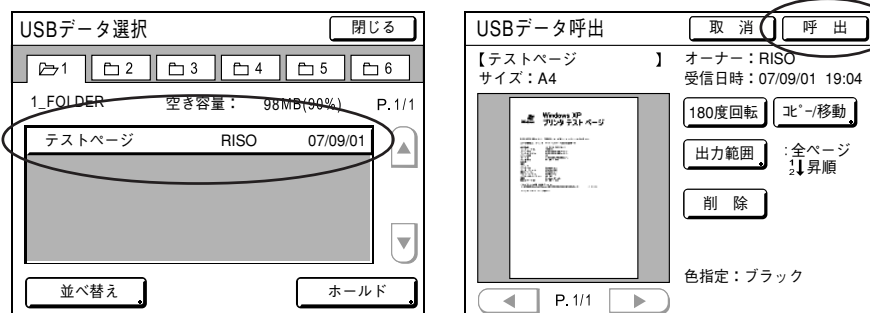 USBデータ選択
閉じる
1
2
3
4
5
6
1_FOLDER
空き容量： 98MB(90%)
P.1/1
テストページ RISO 07/09/01
並べ替え
ホールド
USBデータ呼出
取 消
呼 出
【テストページ 】
サイズ：A4
オーナー：RISO
受信日時：07/09/01 19:04
Windows XP
プリンタ テスト ページ
180度回転
ｺﾋﾟｰ/移動
出力範囲
：全ページ
1
2
昇順
削 除
色指定：ブラック
P. 1/1